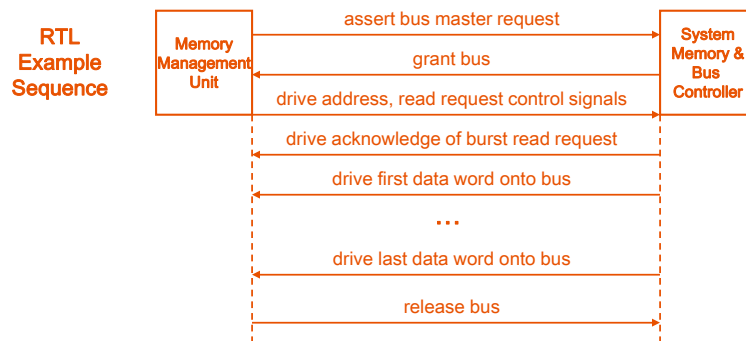 RTL
Example
Sequence
Memory
Management
Unit
System
Memory &
Bus
Controller
assert bus master request
grant bus
drive address, read request control signals
drive acknowledge of burst read request
drive first data word onto bus
...
drive last data word onto bus
release bus